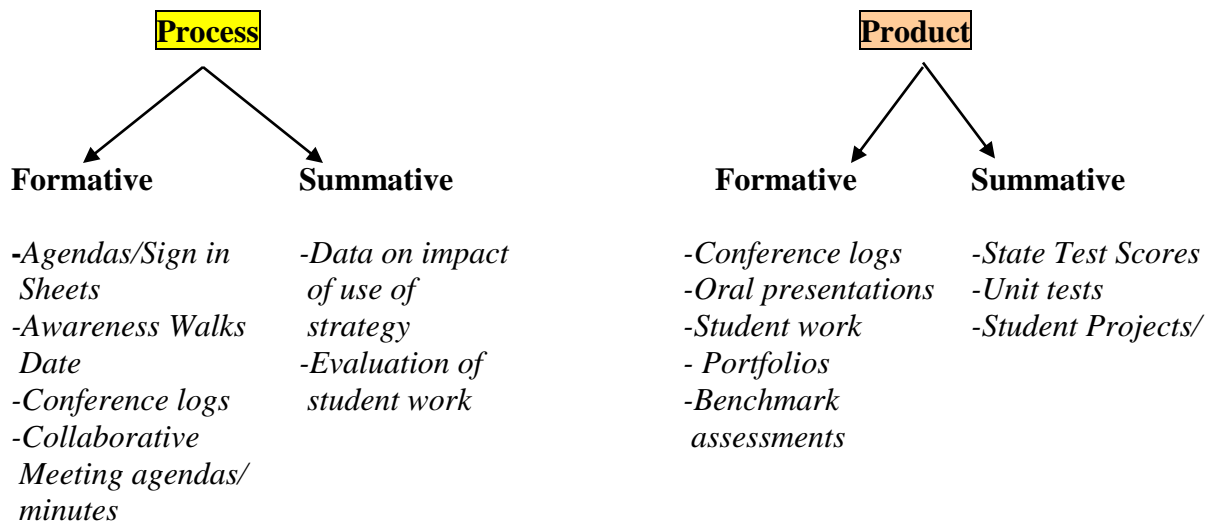 Process
Product
Formative
Summative
Formative
Summative
-Agendas/Sign in
Sheets
-Awareness Walks
Date
-Conference logs
-Collaborative
Meeting agendas/
minutes
-Data on impact
of use of
strategy
-Evaluation of
student work
-Conference logs
-Oral presentations
-Student work
- Portfolios
-Benchmark
assessments
-State Test Scores
-Unit tests
-Student Projects/